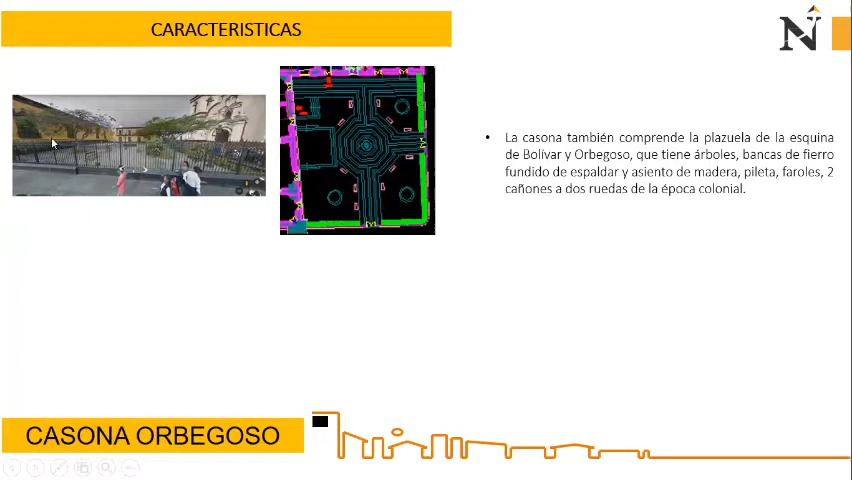 CARACTERISTICAS
N
• La casona también comprende la plazuela de la esquina
de Bolívar y Orbegoso, que tiene árboles, bancas de fierro
fundido de espaldar y asiento de madera, pileta, faroles, 2
cañones a dos ruedas de la época colonial.
CASONA ORBEGOSO